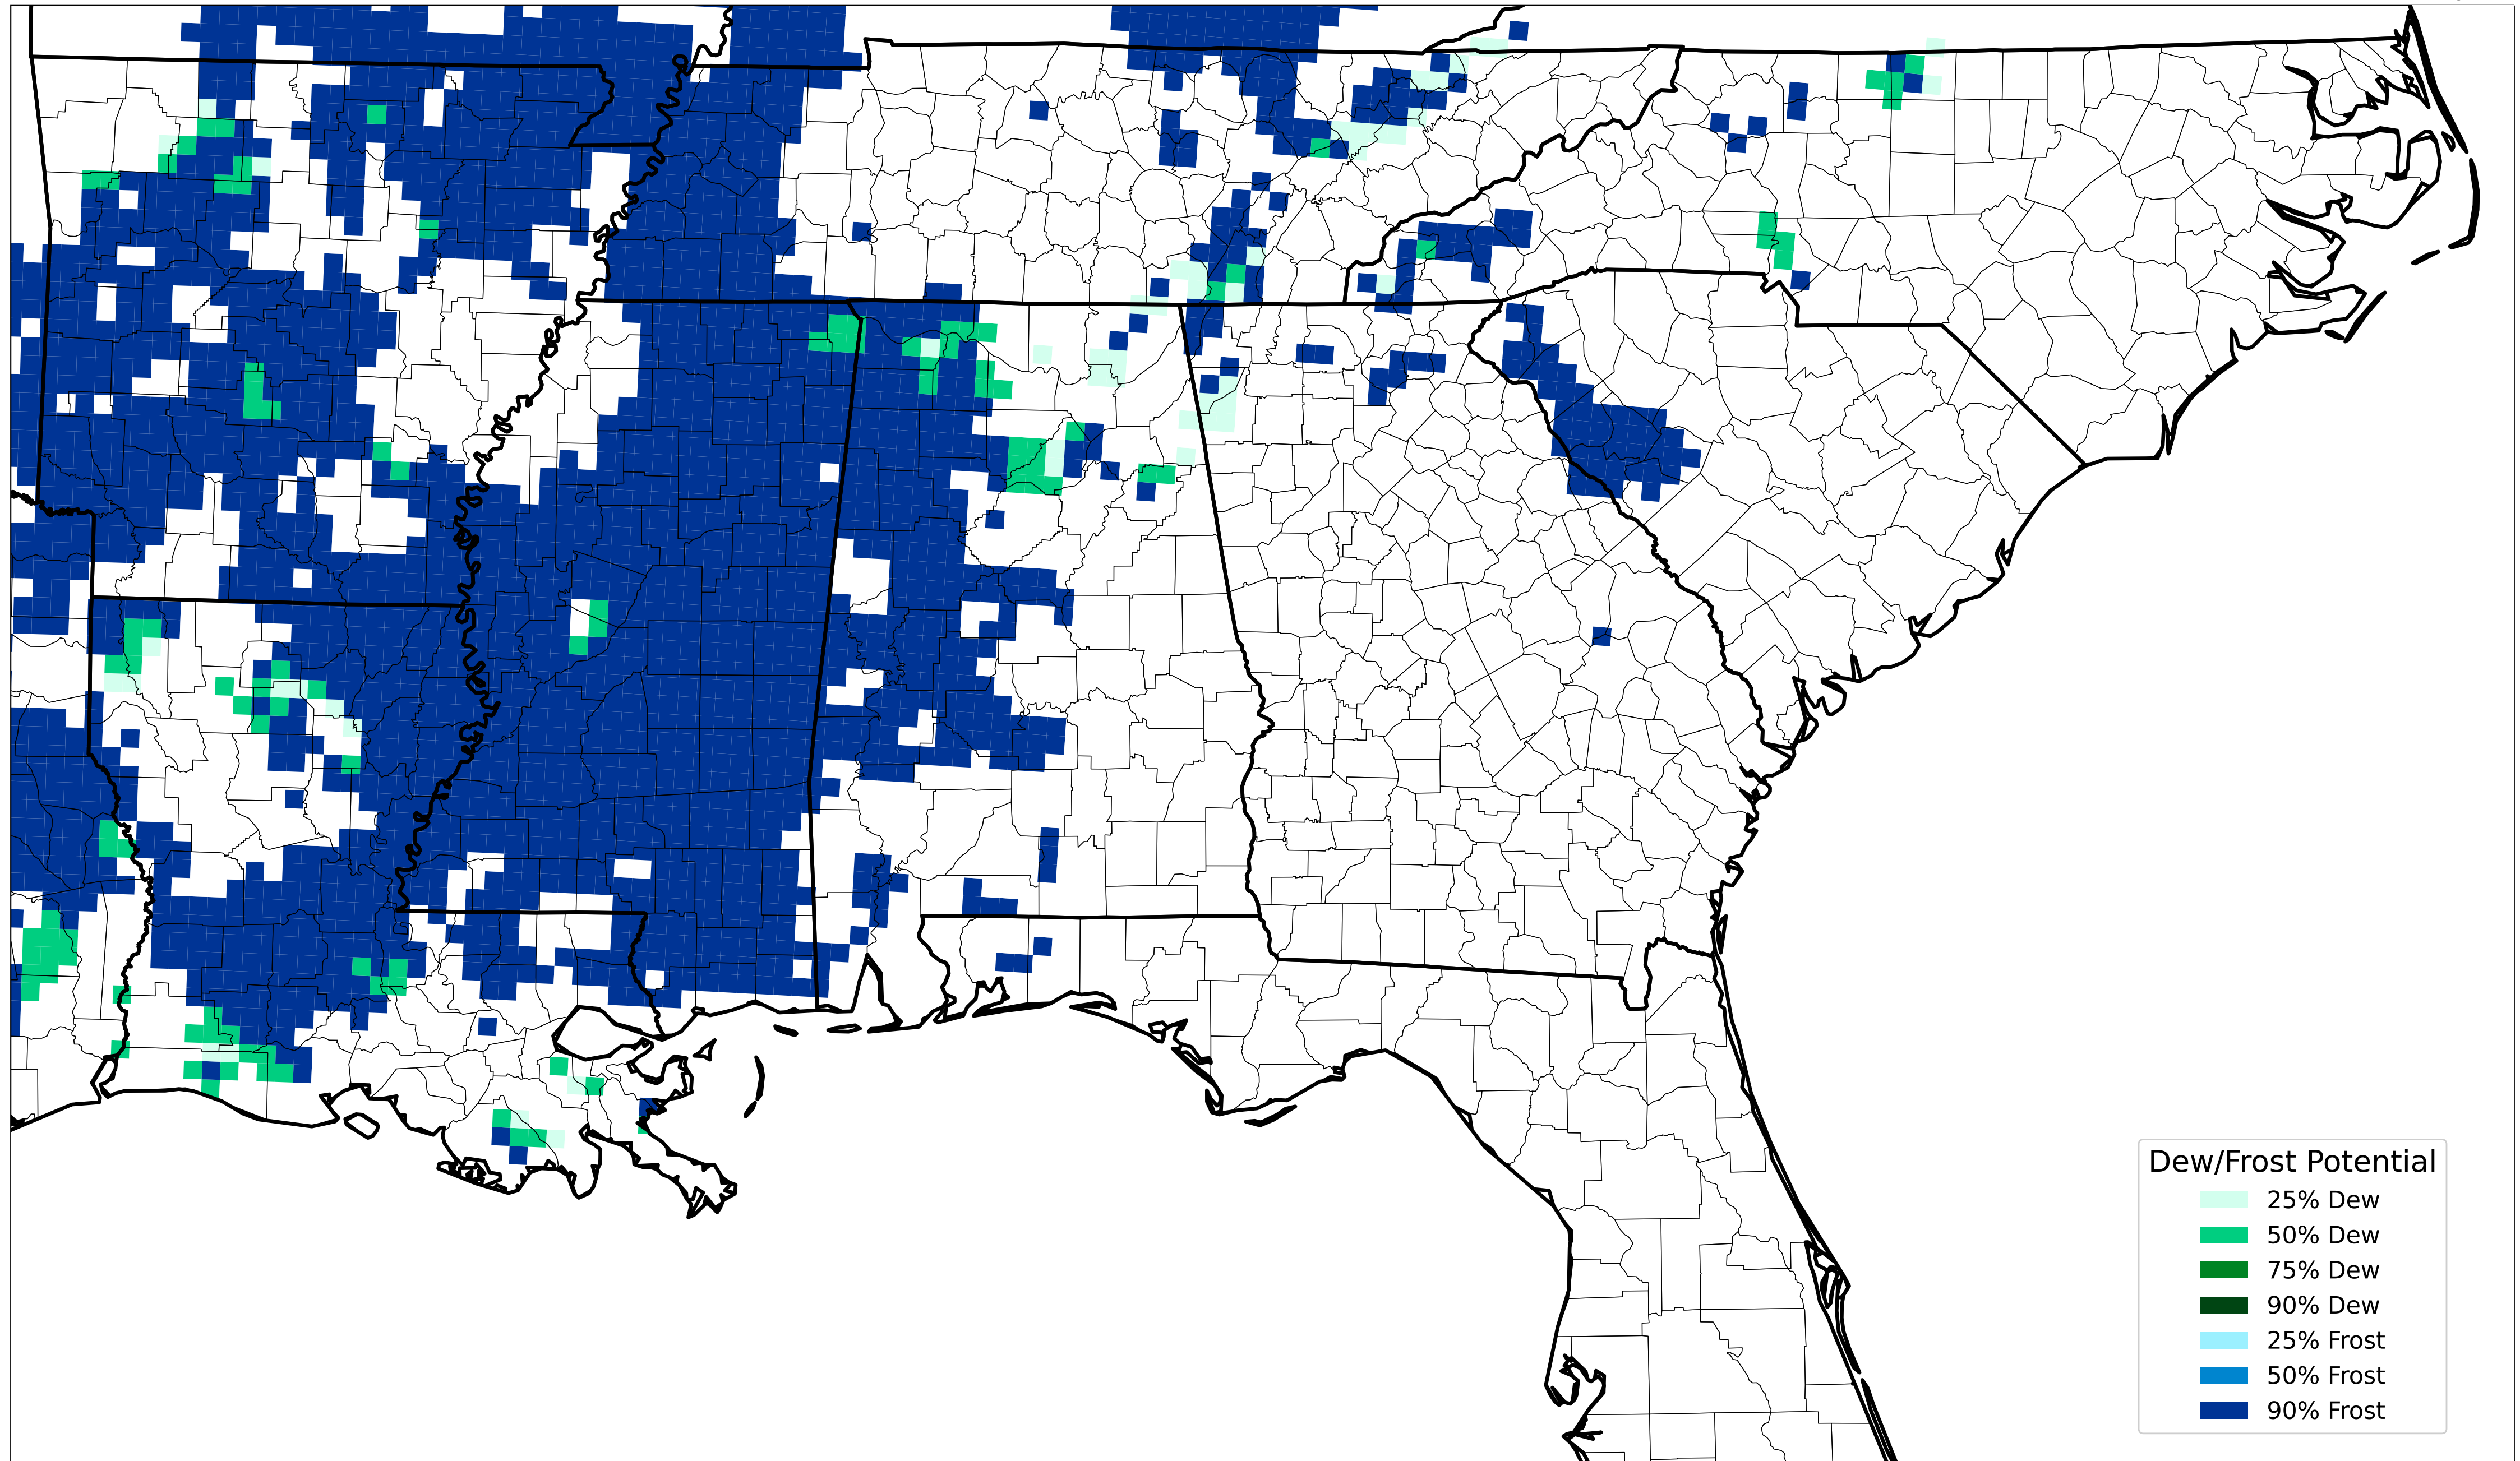 Dew/Frost Potential
25% Dew
50% Dew
75% Dew
90% Dew
25% Frost
50% Frost
90% Frost